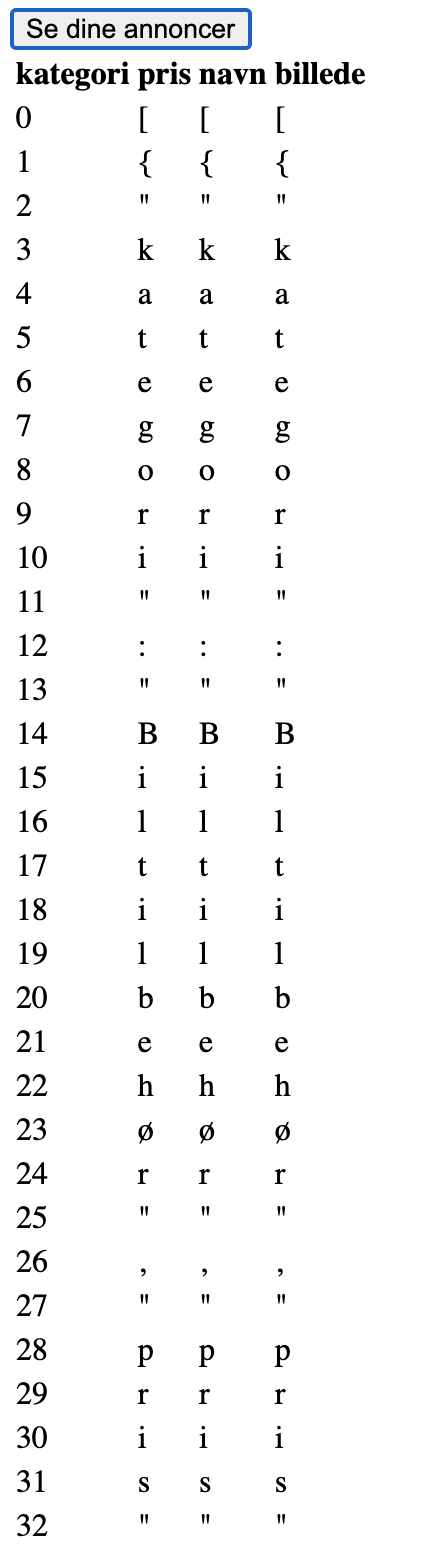 Se dine annoncer
kategori pris navn billede
0 [ [ [
1 { { {
2 " " "
3 k k k
4 a a a
5 t t t
6 e e e
7 g g g
8 o o o
9 r r r
10 i i i
11 " " "
12 : : :
13 " " "
14 B B B
15 i i i
16 l l l
17 t t t
18 i i i
19 l l l
20 b b b
21 e e e
22 h h h
23 ø ø ø
24 r r r
25 " " "
26 , , ,
27 " " "
28 p p p
29 r r r
30 i i i
31 s s s
32 " " "